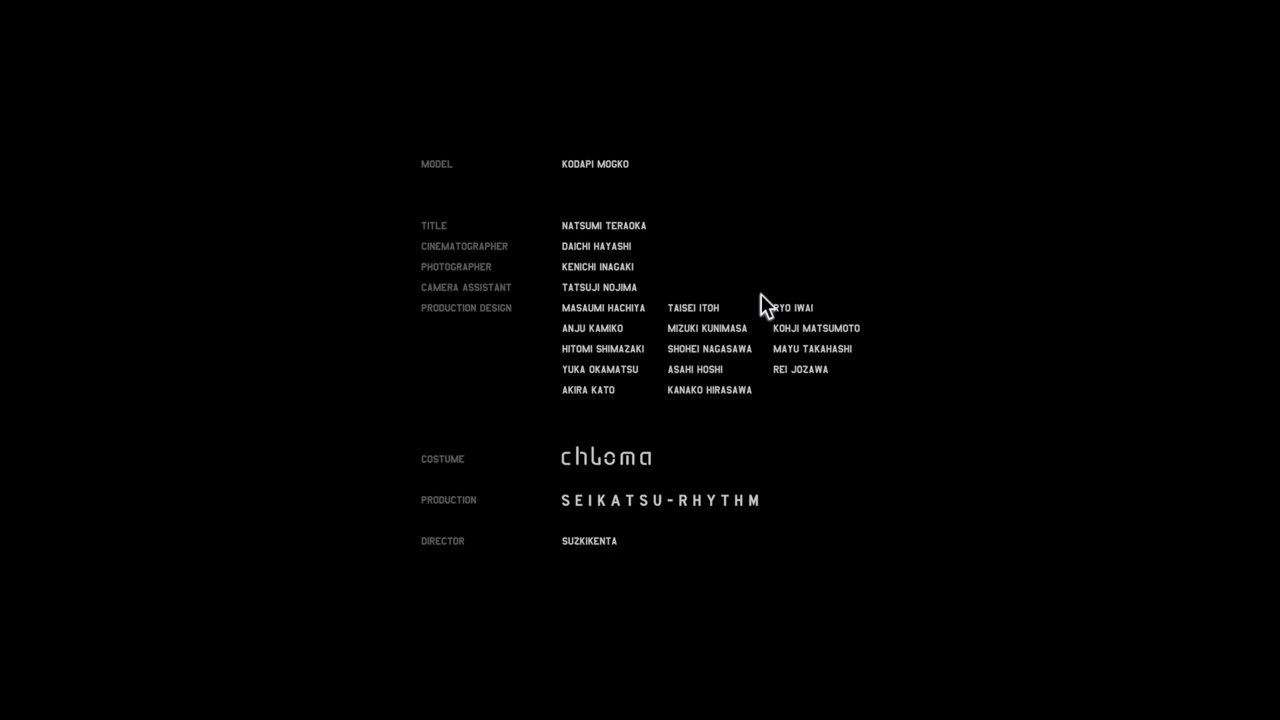 MODEL KODAPI MOGKO
TITLE NATSUMI TERAOKA
CINEMATOGRAPHER DAICHI HAYASHI
PHOTOGRAPHER KENICHI INAGAKI
CAMERA ASSISTANT TATSUJI NOJIMA
PRODUCTION DESIGN MASAUMI HACHIYA TAISEI ITOH RYO IWAI
ANJU KAMIKO MIZUKI KUNIMASA KOHJI MATSUMOTO
HITOMI SHIMAZAKI SHOHEI NAGASAWA MAYU TAKAHASHI
YUKA OKAMATSU ASAHI HOSHI REI JOZAWA
AKIRA KATO KANAKO HIRASAWA
COSTUME chloma
PRODUCTION SEIKATSU-RHYTHM
DIRECTOR SUZKIKENTA